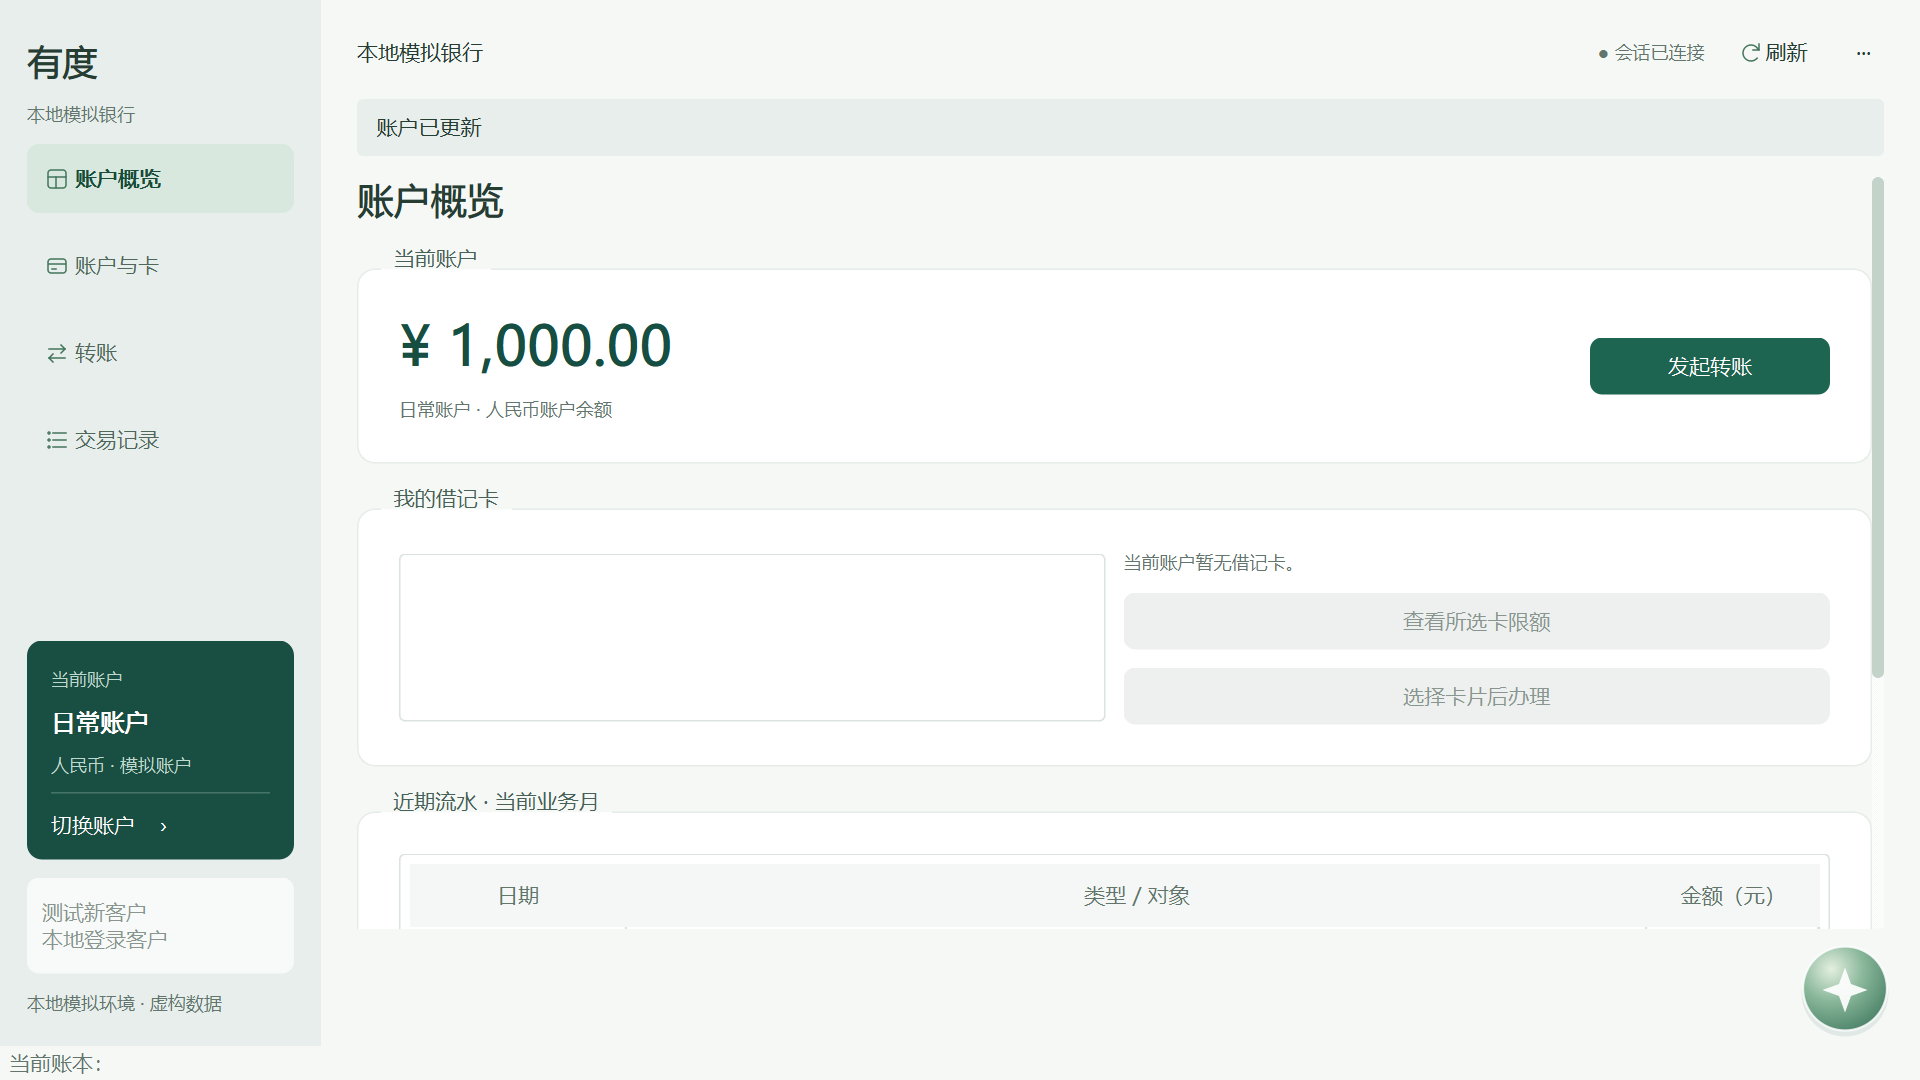 有度
本地模拟银行
账户概览
账户与卡
转账
交易记录
当前账户
日常账户
人民币 · 模拟账户
切换账户 ›
测试新客户
本地登录客户
本地模拟环境 · 虚构数据
当前账本：
本地模拟银行
● 会话已连接
刷新
···
账户已更新
账户概览
当前账户
¥ 1,000.00
日常账户 · 人民币账户余额
发起转账
我的借记卡
当前账户暂无借记卡。
查看所选卡限额
选择卡片后办理
近期流水 · 当前业务月
日期 类型 / 对象 金额（元）